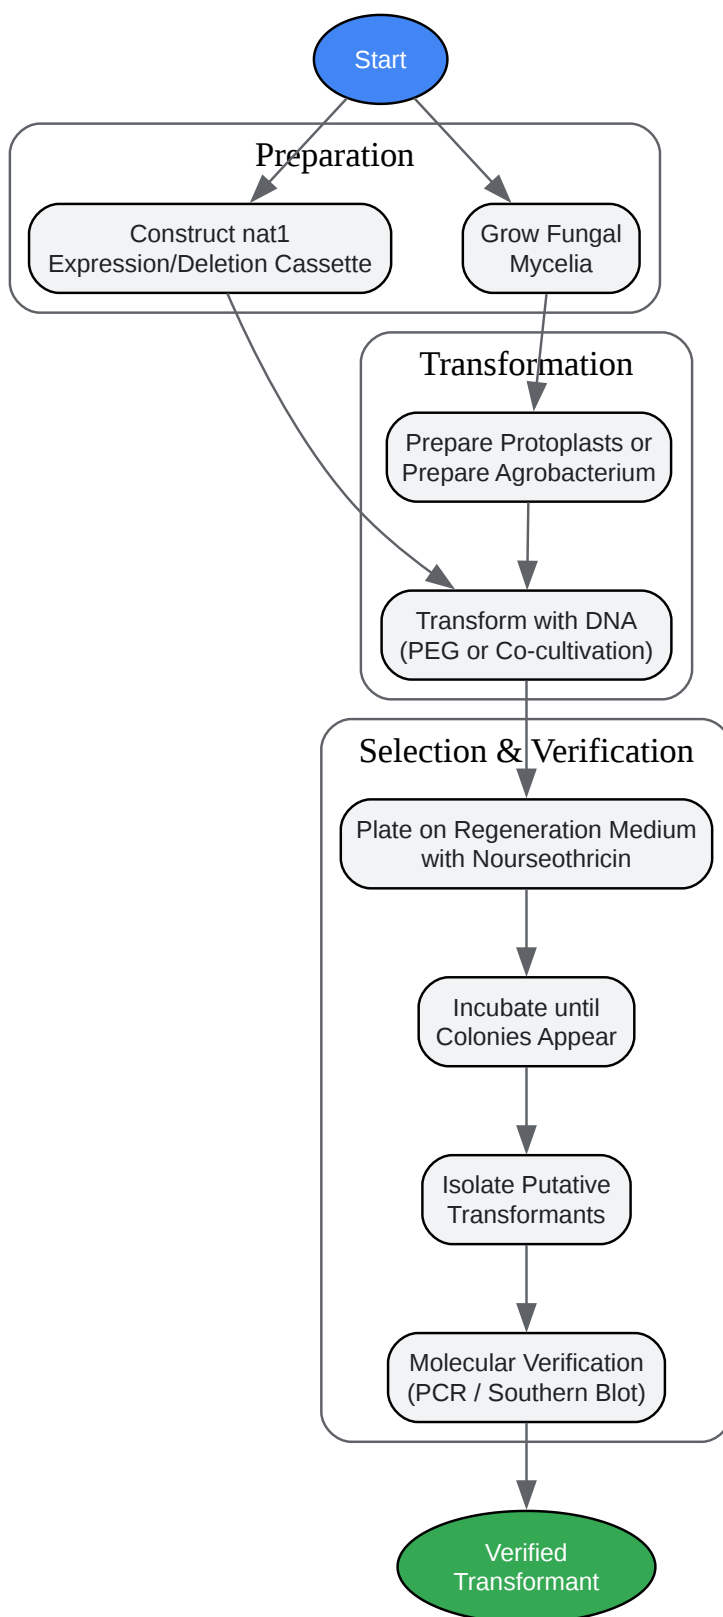 Start
Preparation
Construct nat1
Expression/Deletion Cassette
Grow Fungal
Mycelia
Transformation
Prepare Protoplasts or
Prepare Agrobacterium
Transform with DNA
(PEG or Co-cultivation)
Selection & Verification
Plate on Regeneration Medium
with Nourseothricin
Incubate until
Colonies Appear
Isolate Putative
Transformants
Molecular Verification
(PCR / Southern Blot)
Verified
Transformant